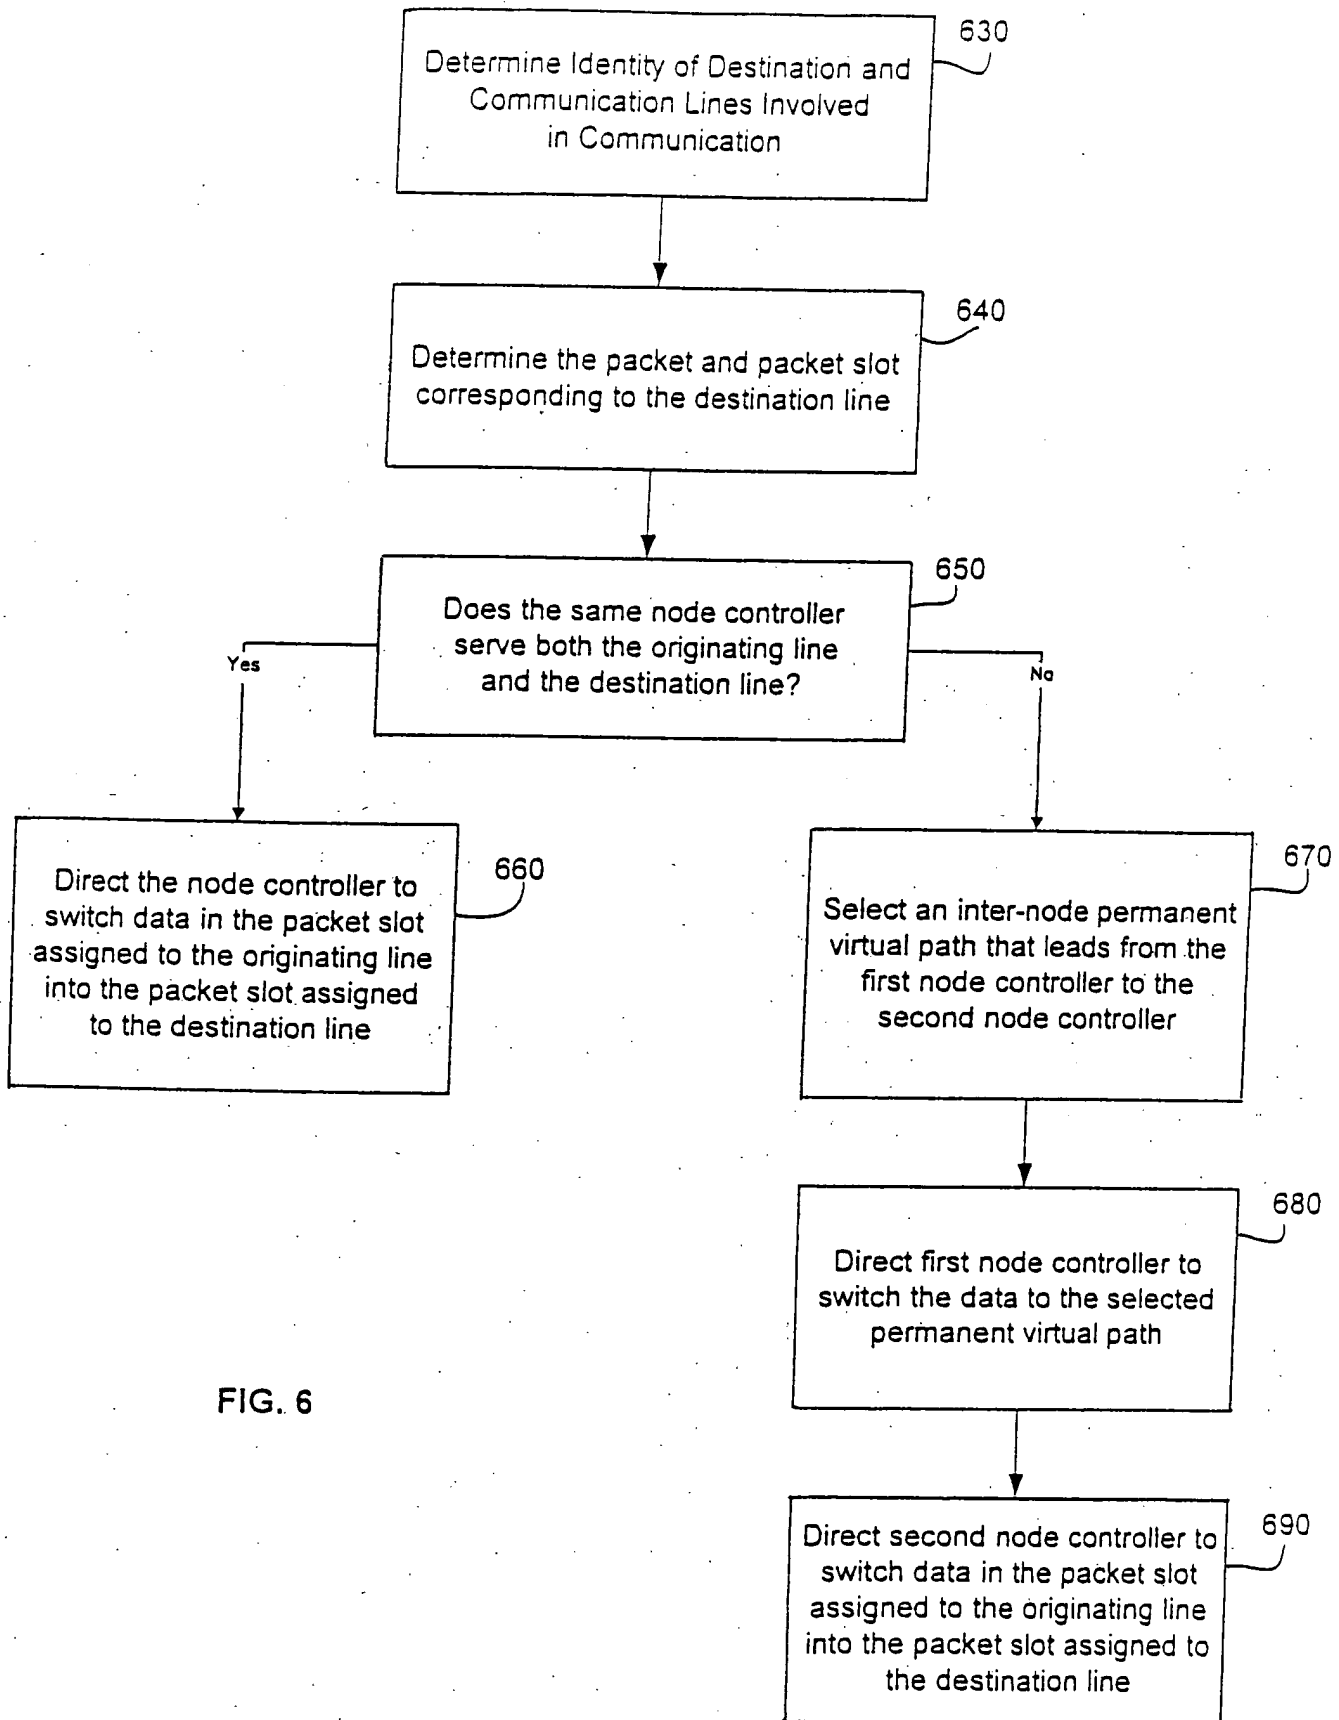 630
Determine Identity of Destination and
Communication Lines Involved
in Communication
640
Determine the packet and packet slot
corresponding to the destination line
650
Does the same node controller
serve both the originating line
and the destination line?
Yes
No
660
Direct the node controller to
switch data in the packet slot
assigned to the originating line
into the packet slot assigned
to the destination line
670
Select an inter-node permanent
virtual path that leads from the
first node controller to the
second node controller
680
Direct first node controller to
switch the data to the selected
permanent virtual path
FIG. 6
690
Direct second node controller to
switch data in the packet slot
assigned to the originating line
into the packet slot assigned to
the destination line